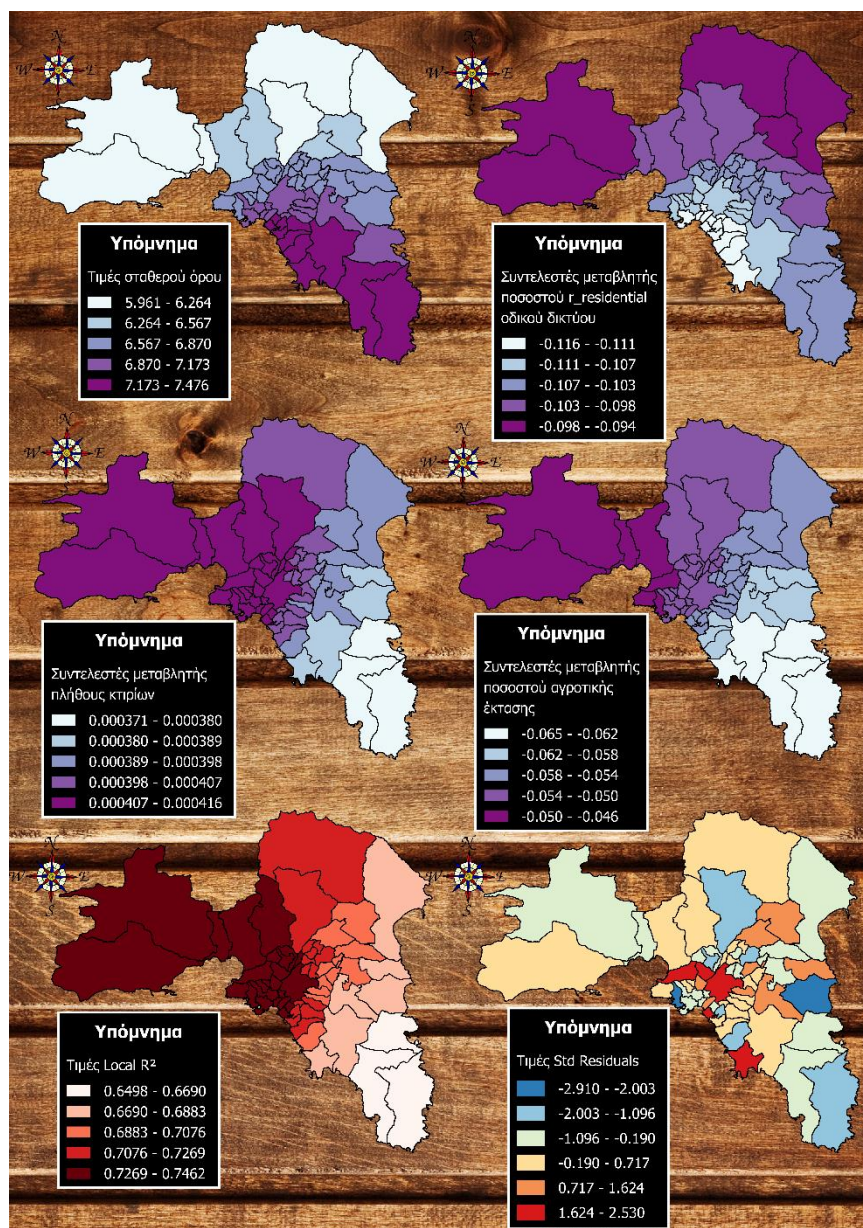 N
W E
S
Υπόμνημα
Τιμές σταθερού όρου
5.961 - 6.264
6.264 - 6.567
6.567 - 6.870
6.870 - 7.173
7.173 - 7.476
N
W E
S
Υπόμνημα
Συντελεστές μεταβλητής
ποσοστού r_residential
οδικού δικτύου
-0.116 - -0.111
-0.111 - -0.107
-0.107 - -0.103
-0.103 - -0.098
-0.098 - -0.094
N
W E
Υπόμνημα
Συντελεστές μεταβλητής
πλήθους κτιρίων
0.000371 - 0.000380
0.000380 - 0.000389
0.000389 - 0.000398
0.000398 - 0.000407
0.000407 - 0.000416
N
W E
Υπόμνημα
Συντελεστές μεταβλητής
ποσοστού αγροτικής
έκτασης
-0.065 - -0.062
-0.062 - -0.058
-0.058 - -0.054
-0.054 - -0.050
-0.050 - -0.046
N
W E
Υπόμνημα
Τιμές Local R²
0.6498 - 0.6690
0.6690 - 0.6883
0.6883 - 0.7076
0.7076 - 0.7269
0.7269 - 0.7462
N
W E
Υπόμνημα
Τιμές Std Residuals
-2.910 - -2.003
-2.003 - -1.096
-1.096 - -0.190
-0.190 - 0.717
0.717 - 1.624
1.624 - 2.530